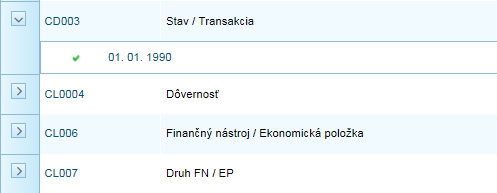 CD003 Stav / Transakcia
01. 01. 1990
CL0004 Dôvernosť
CL006 Finančný nástroj / Ekonomická položka
CL007 Druh FN / EP